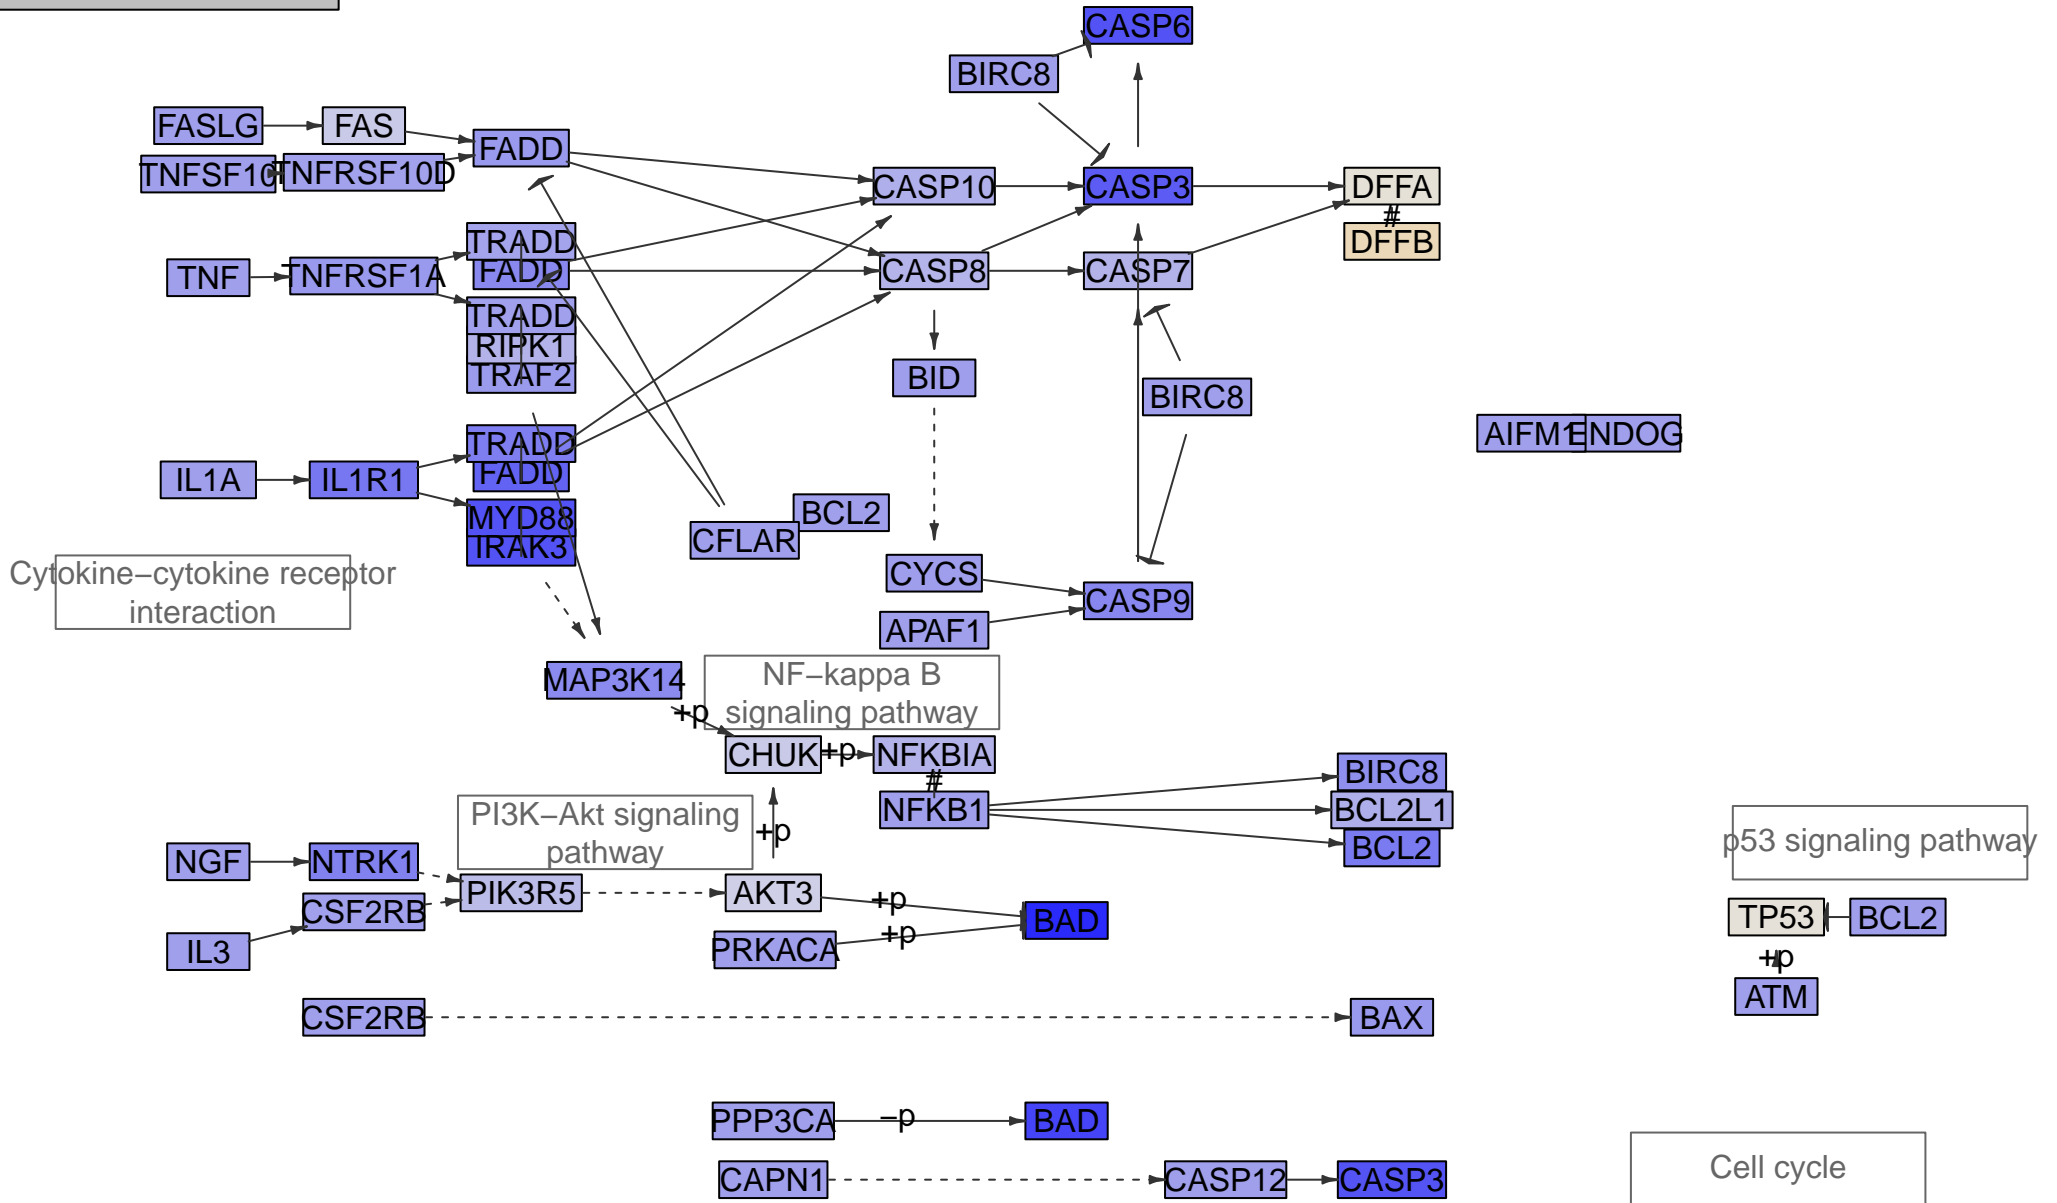 CASP6
BIRC8
FASLG
FAS
FADD
TNFSF10
TNFRSF10D
CASP10
CASP3
DFFA
#
DFFB
TRADD
FADD
TNF
TNFRSF1A
CASP8
CASP7
TRADD
RIPK1
TRAF2
BID
BIRC8
TRADD
FADD
AIFM1
ENDOG
IL1A
IL1R1
MYD88
IRAK3
BCL2
CFLAR
Cytokine−cytokine receptor
interaction
CYCS
CASP9
APAF1
MAP3K14
NF−kappa B
signaling pathway
+p
CHUK
+p
NFKBIA
#
NFKB1
BIRC8
BCL2L1
BCL2
PI3K−Akt signaling
pathway
+p
p53 signaling pathway
NGF
NTRK1
PIK3R5
AKT3
+p
CSF2RB
BAD
TP53
BCL2
IL3
PRKACA
+p
+p
ATM
CSF2RB
BAX
PPP3CA
−p
BAD
Cell cycle
CAPN1
CASP12
CASP3